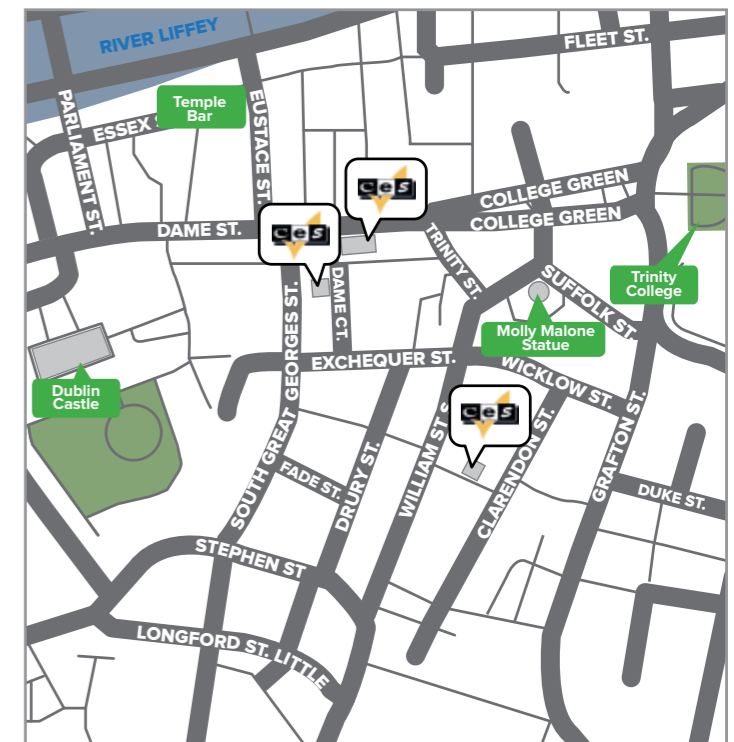 RIVER LIFFEY
FLEET ST.
PARLIAMENT ST.
ESSEX
Temple
Bar
EUSTACE ST.
ces
COLLEGE GREEN
COLLEGE GREEN
DAME ST.
ces
TRINITY ST.
Trinity
College
SUFFOLK ST.
DAME CT.
Molly Malone
Statue
SOUTH GREAT GEORGES ST.
EXCHEQUER ST.
WICKLOW ST.
Dublin
Castle
ces
WILLIAM ST S
CLARENDON ST.
GRAFTON ST.
DRURY ST.
FADE ST.
DUKE ST.
STEPHEN ST
LONGFORD ST. LITTLE